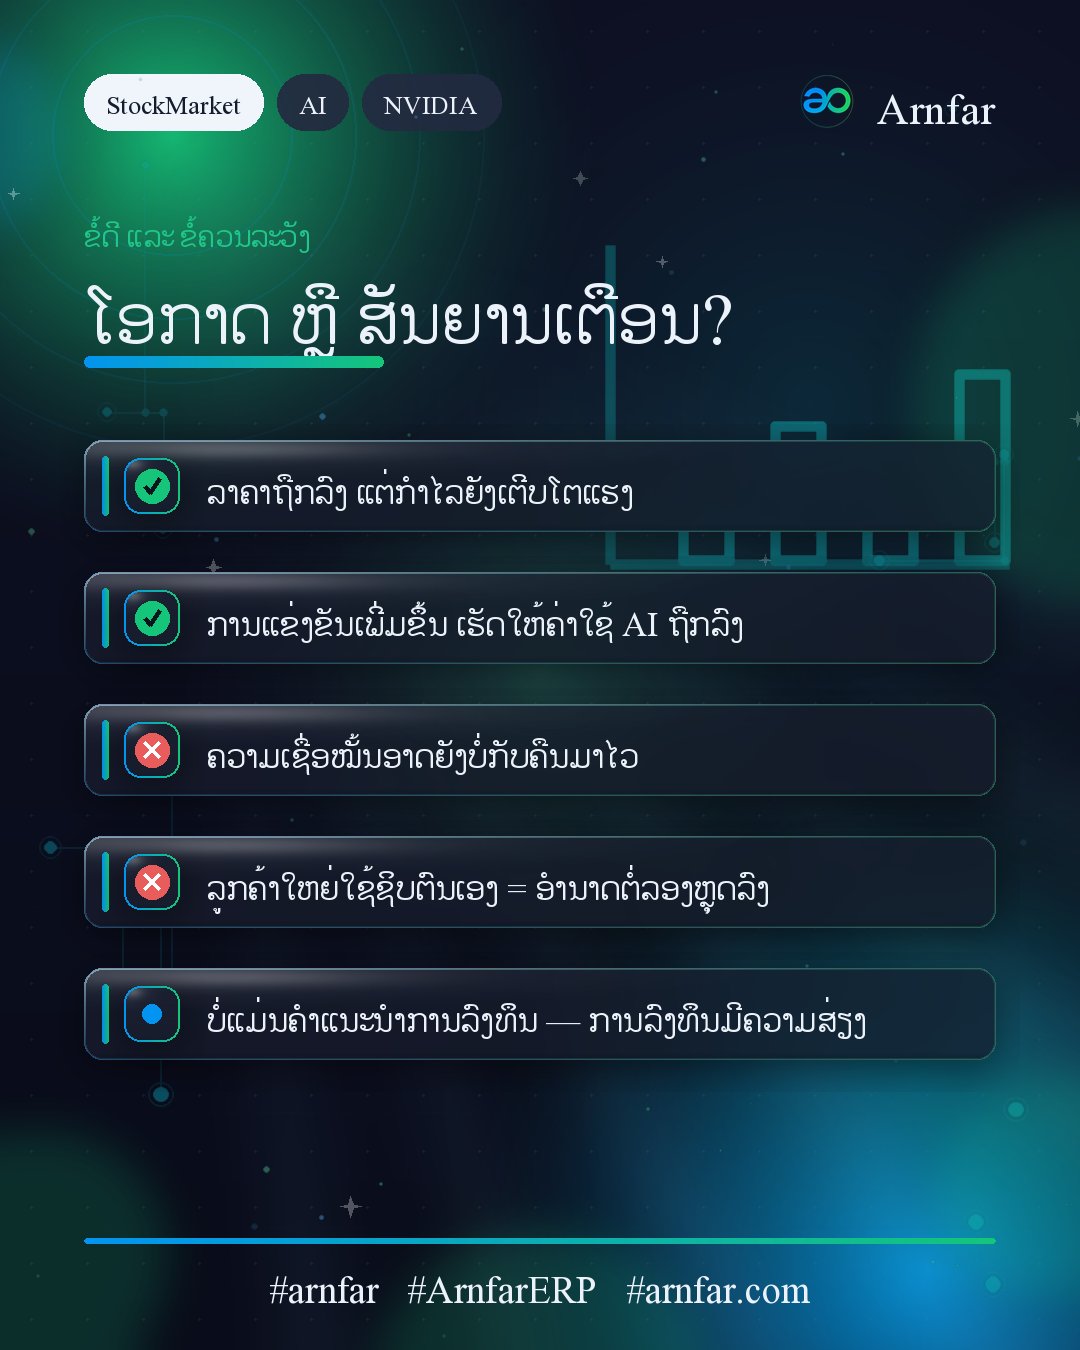 StockMarket AI NVIDIA
Arnfar
ຂໍ້ດີ ແລະ ຂໍ້ຄວນລະວັງ
ໂອກາດ ຫຼື ສັນຍານເຕືອນ?
ລາຄາຖືກລົງ ແຕ່ກຳໄລຍັງເຕີບໂຕແຮງ
ການແຂ່ງຂັນເພີ່ມຂຶ້ນ ເຮັດໃຫ້ຄ່າໃຊ້ AI ຖືກລົງ
ຄວາມເຊື່ອໝັ້ນອາດຍັງບໍ່ກັບຄືນມາໄວ
ລູກຄ້າໃຫຍ່ໃຊ້ຊິບຕົນເອງ = ອຳນາດຕໍ່ລອງຫຼຸດລົງ
ບໍ່ແມ່ນຄຳແນະນຳການລົງທຶນ — ການລົງທຶນມີຄວາມສ່ຽງ
#arnfar #ArnfarERP #arnfar.com